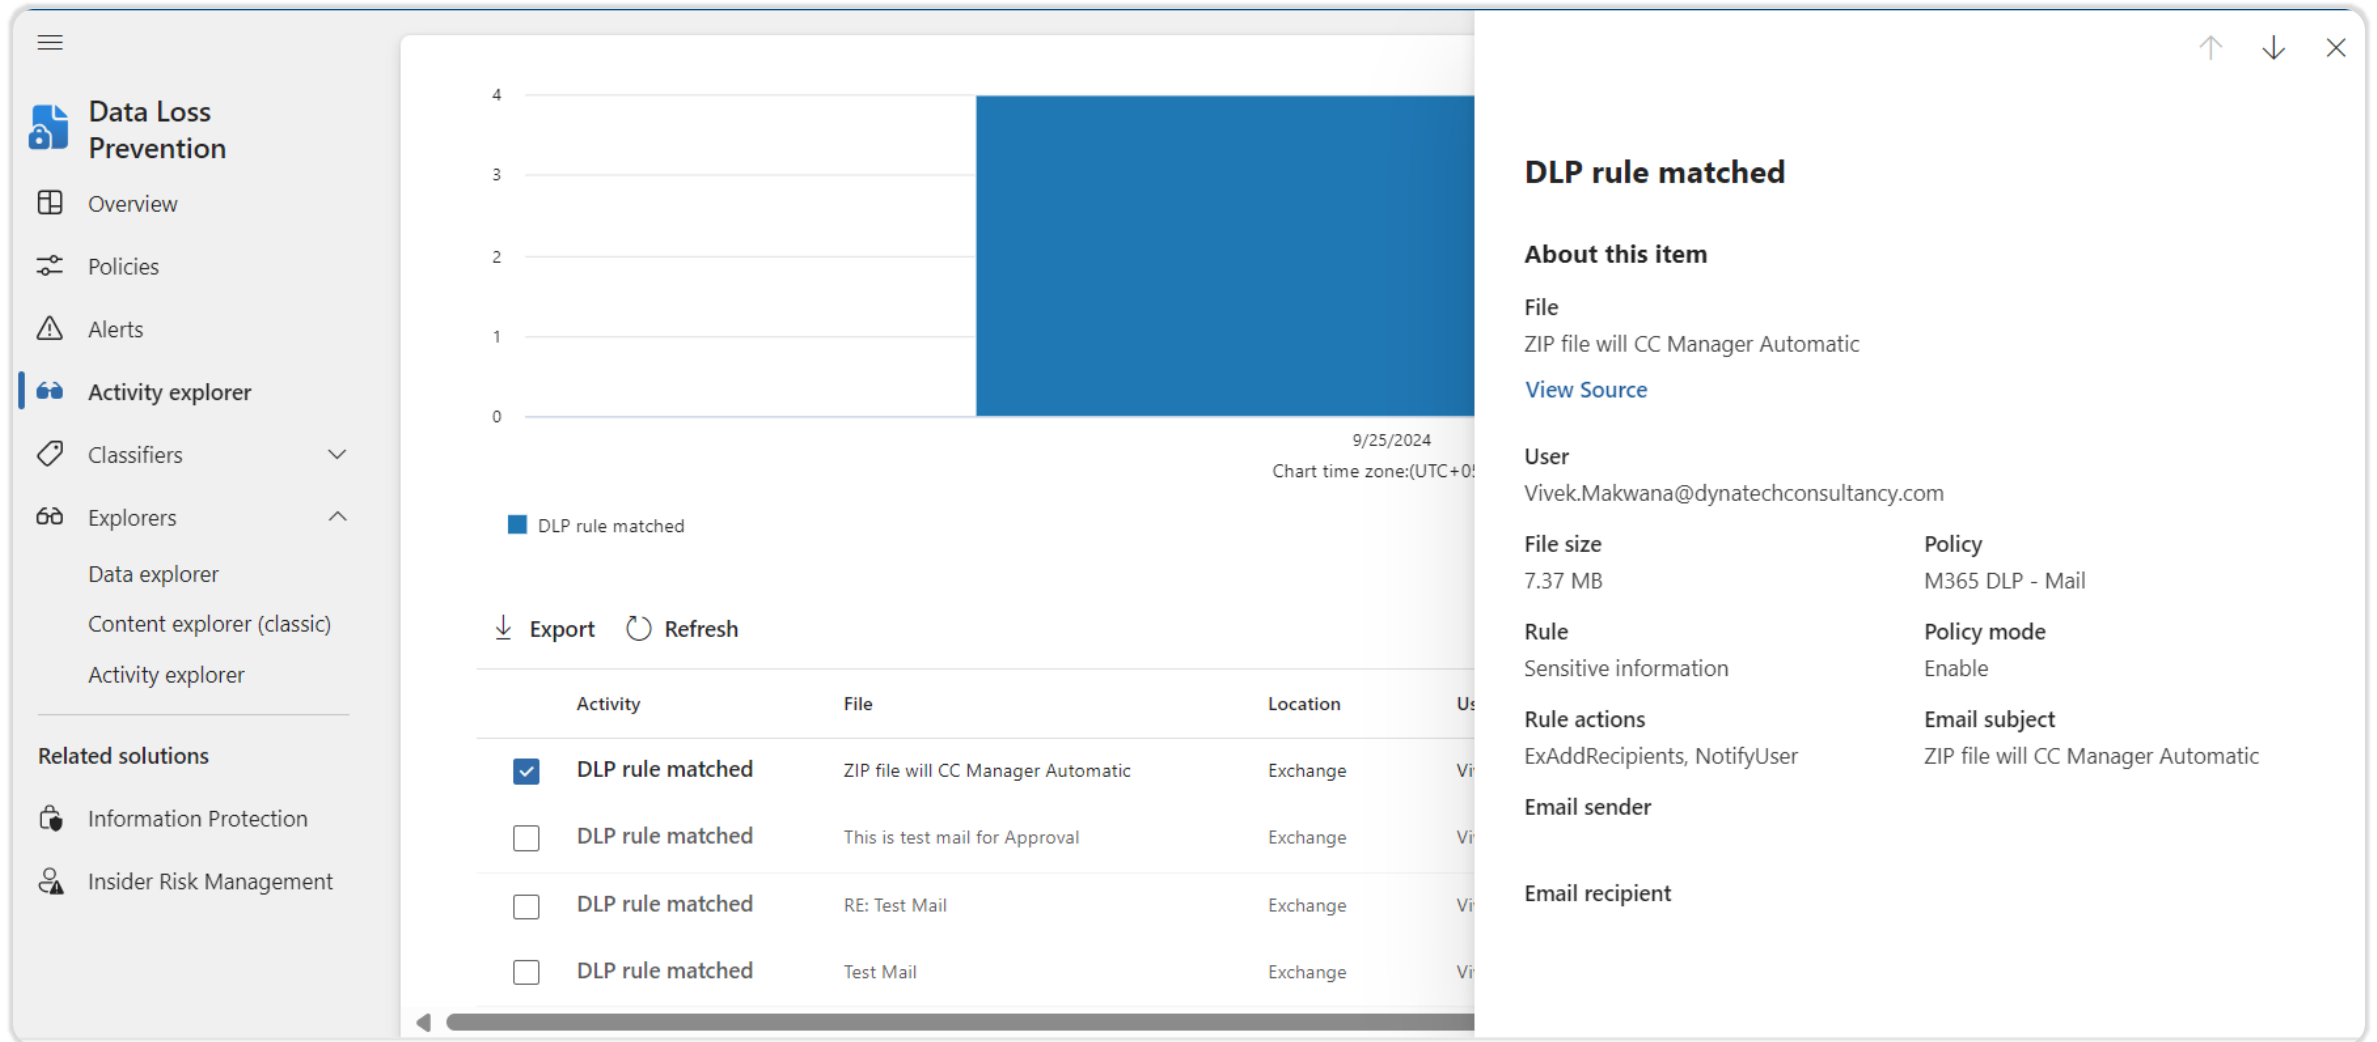 Data Loss
Prevention
Overview
Policies
Alerts
Activity explorer
Classifiers
Explorers
Data explorer
Content explorer (classic)
Activity explorer
Related solutions
Information Protection
Insider Risk Management
4
3
2
1
0
9/25/2024
Chart time zone:(UTC+05
DLP rule matched
Export Refresh
Activity File Location Us
DLP rule matched ZIP file will CC Manager Automatic Exchange Vi
DLP rule matched This is test mail for Approval Exchange Vi
DLP rule matched RE: Test Mail Exchange Vi
DLP rule matched Test Mail Exchange Vi
DLP rule matched
About this item
File
ZIP file will CC Manager Automatic
View Source
User
Vivek.Makwana@dynatechconsultancy.com
File size Policy
7.37 MB M365 DLP - Mail
Rule Policy mode
Sensitive information Enable
Rule actions Email subject
ExAddRecipients, NotifyUser ZIP file will CC Manager Automatic
Email sender
Email recipient